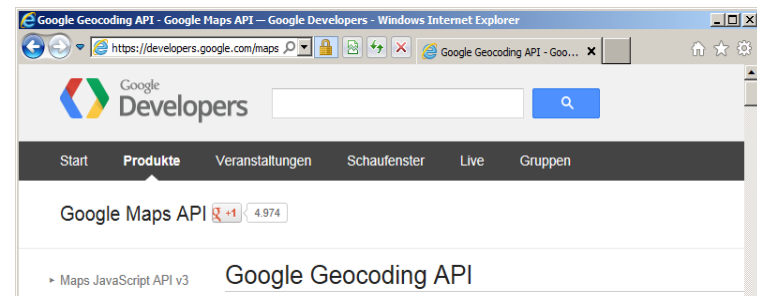 Google Geocoding API - Google Maps API — Google Developers - Windows Internet Explorer
https://developers.google.com/maps
Google Geocoding API - Goo...
Google
Developers
Start Produkte Veranstaltungen Schaufenster Live Gruppen
Google Maps API g +1 4.974
Maps JavaScript API v3
Google Geocoding API